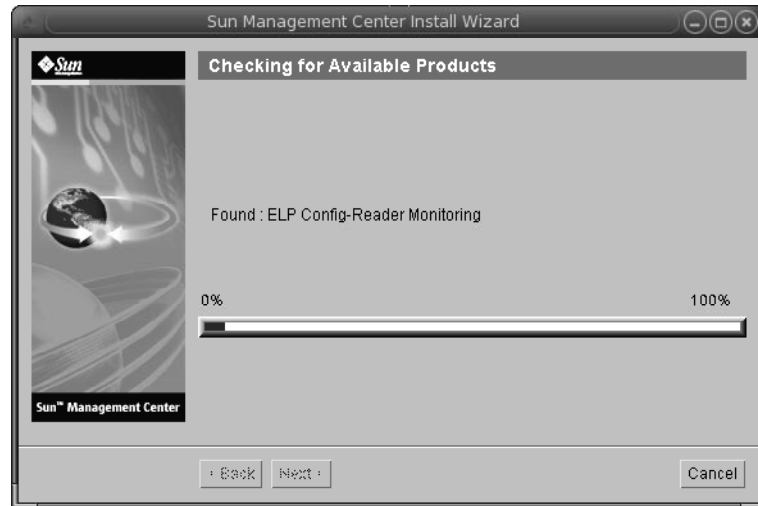 Sun Management Center Install Wizard
Sun
Checking for Available Products
Found : ELP Config-Reader Monitoring
0% 100%
Sun™ Management Center
Back Next Cancel